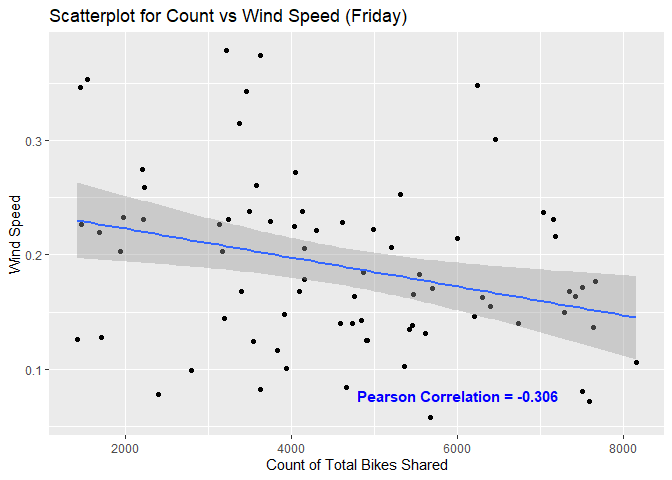 Scatterplot for Count vs Wind Speed (Friday)
Wind Speed
0.3
0.2
0.1
Pearson Correlation = -0.306
2000 4000 6000 8000
Count of Total Bikes Shared